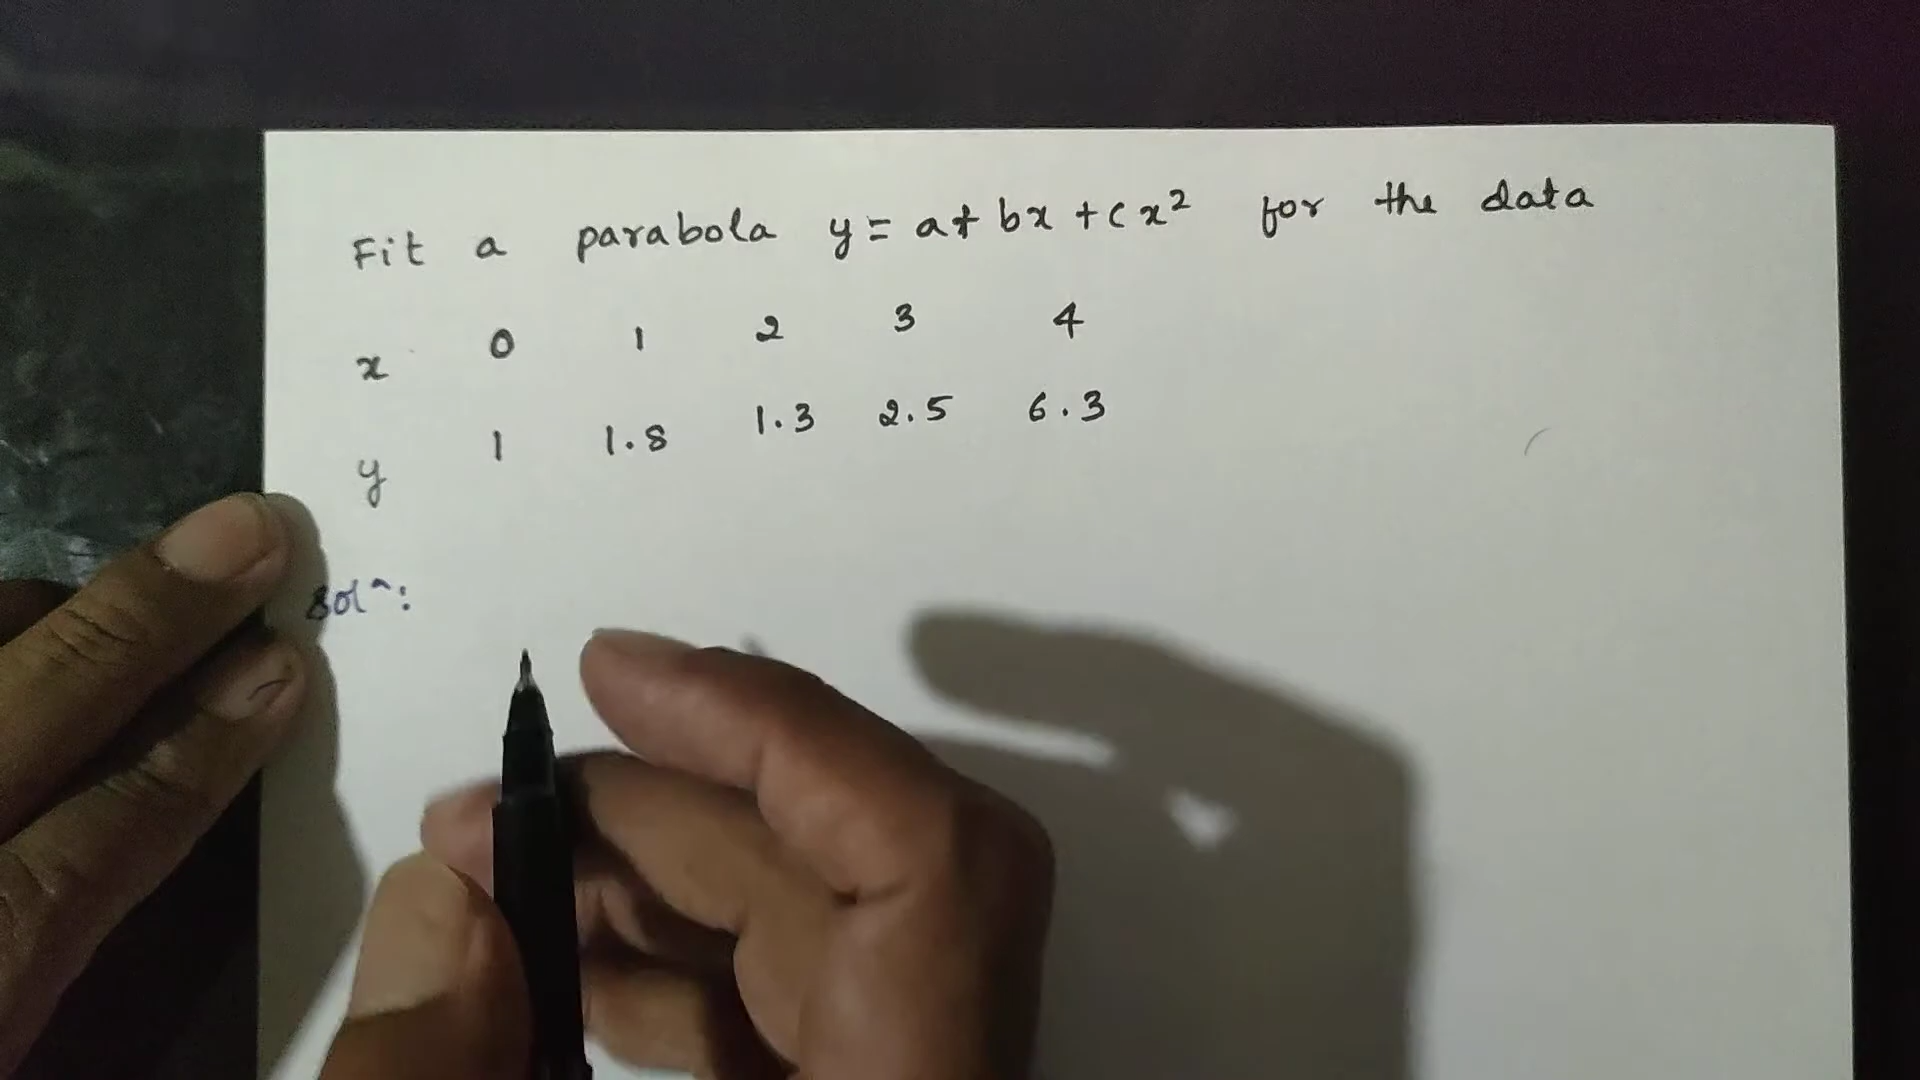 Fit a parabola y = a + bx + cx² for the data
x 0 1 2 3 4
y 1 1.8 1.3 2.5 6.3
Solⁿ: